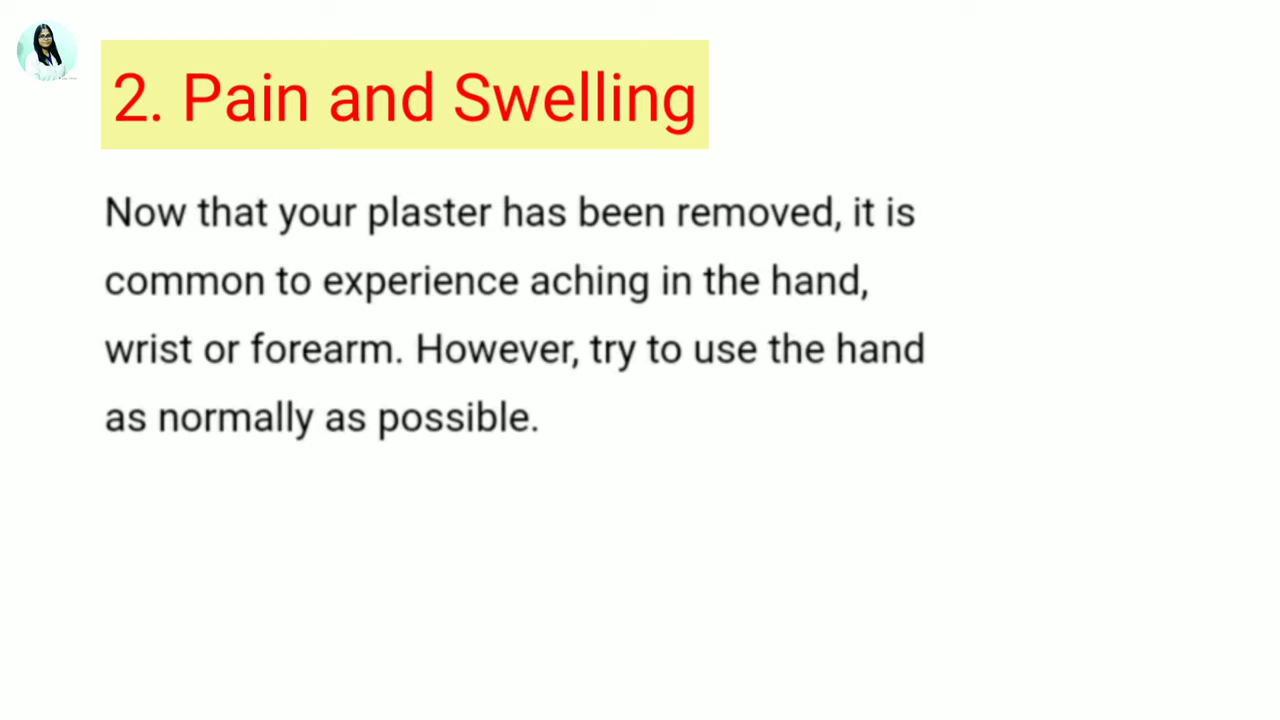 2. Pain and Swelling
Now that your plaster has been removed, it is
common to experience aching in the hand,
wrist or forearm. However, try to use the hand
as normally as possible.